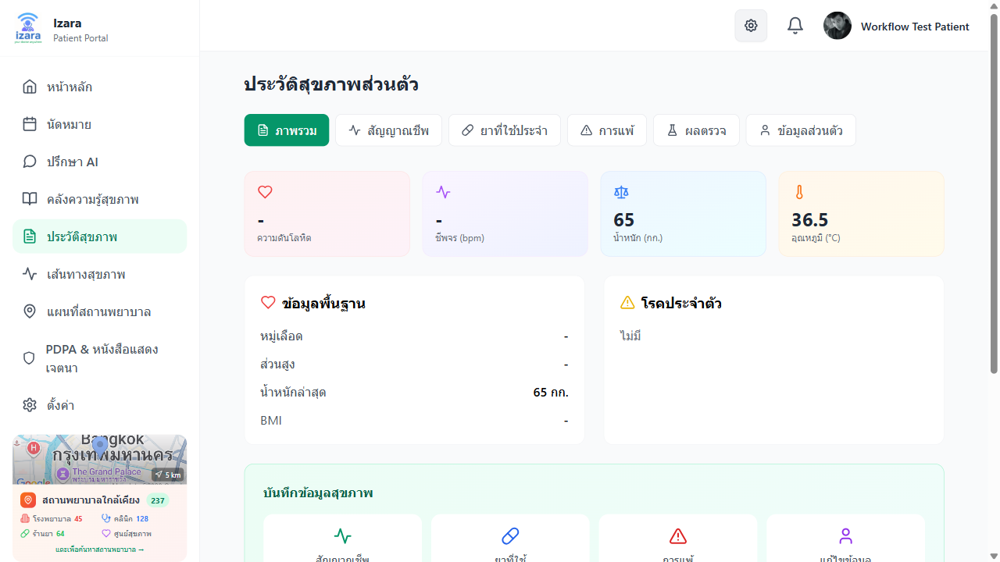 izara
Izara
Patient Portal
Workflow Test Patient
หน้าหลัก
นัดหมาย
ปรึกษา AI
คลังความรู้สุขภาพ
ประวัติสุขภาพ
เส้นทางสุขภาพ
แผนที่สถานพยาบาล
PDPA & หนังสือแสดง
เจตนา
ตั้งค่า
Bangkok
กรุงเทพมหานคร
The Grand Palace
พระบรมมหาราชวัง
Google
5 km
สถานพยาบาลใกล้เคียง 237
โรงพยาบาล 45
คลินิก 128
ร้านยา 64
ศูนย์สุขภาพ
แตะเพื่อค้นหาสถานพยาบาล →
ประวัติสุขภาพส่วนตัว
ภาพรวม
สัญญาณชีพ
ยาที่ใช้ประจำ
การแพ้
ผลตรวจ
ข้อมูลส่วนตัว
-
ความดันโลหิต
-
ชีพจร (bpm)
65
น้ำหนัก (กก.)
36.5
อุณหภูมิ (°C)
ข้อมูลพื้นฐาน
หมู่เลือด -
ส่วนสูง -
น้ำหนักล่าสุด 65 กก.
BMI -
โรคประจำตัว
ไม่มี
บันทึกข้อมูลสุขภาพ
สัญญาณชีพ
ยาที่ใช้
การแพ้
แก้ไขข้อมูล